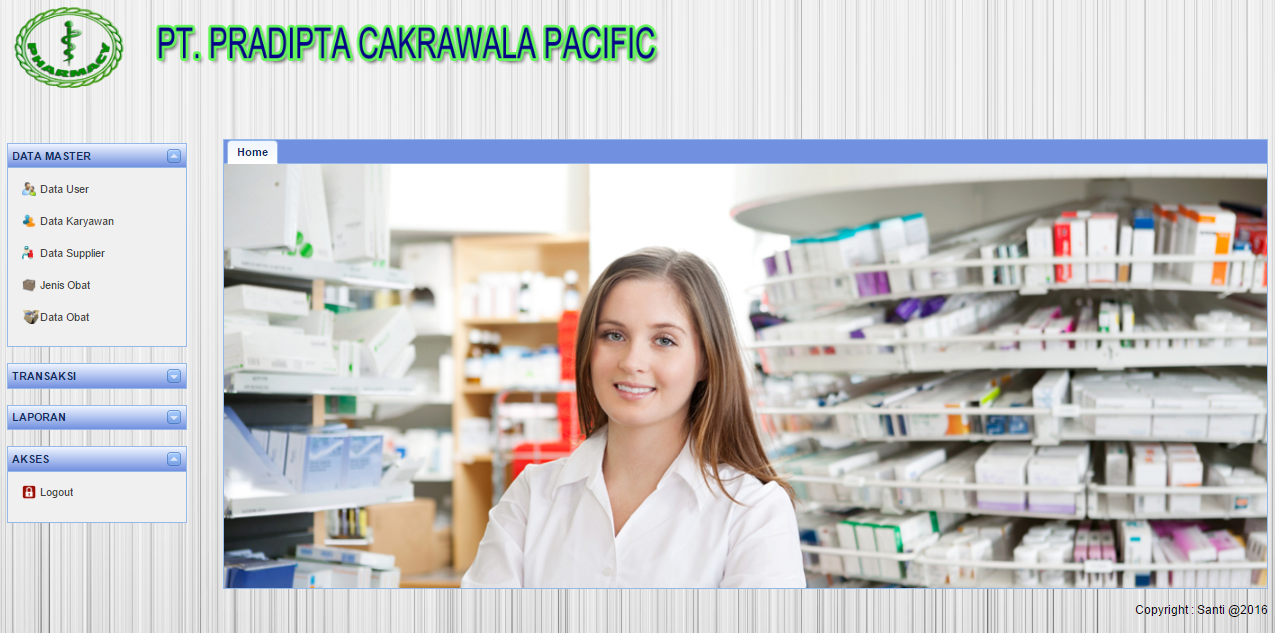 PHARMACY
PT. PRADIPTA CAKRAWALA PACIFIC
DATA MASTER
Data User
Data Karyawan
Data Supplier
Jenis Obat
Data Obat
TRANSAKSI
LAPORAN
AKSES
Logout
Home
Copyright : Santi @2016